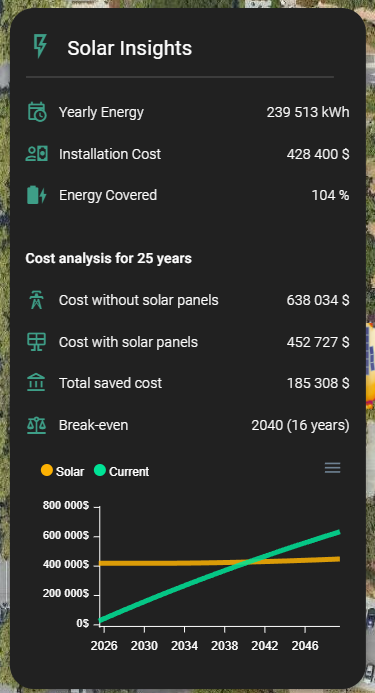 Solar Insights
Yearly Energy 239 513 kWh
Installation Cost 428 400 $
Energy Covered 104 %
Cost analysis for 25 years
Cost without solar panels 638 034 $
Cost with solar panels 452 727 $
Total saved cost 185 308 $
Break-even 2040 (16 years)
Solar Current
800 000$
600 000$
400 000$
200 000$
0$
2026 2030 2034 2038 2042 2046